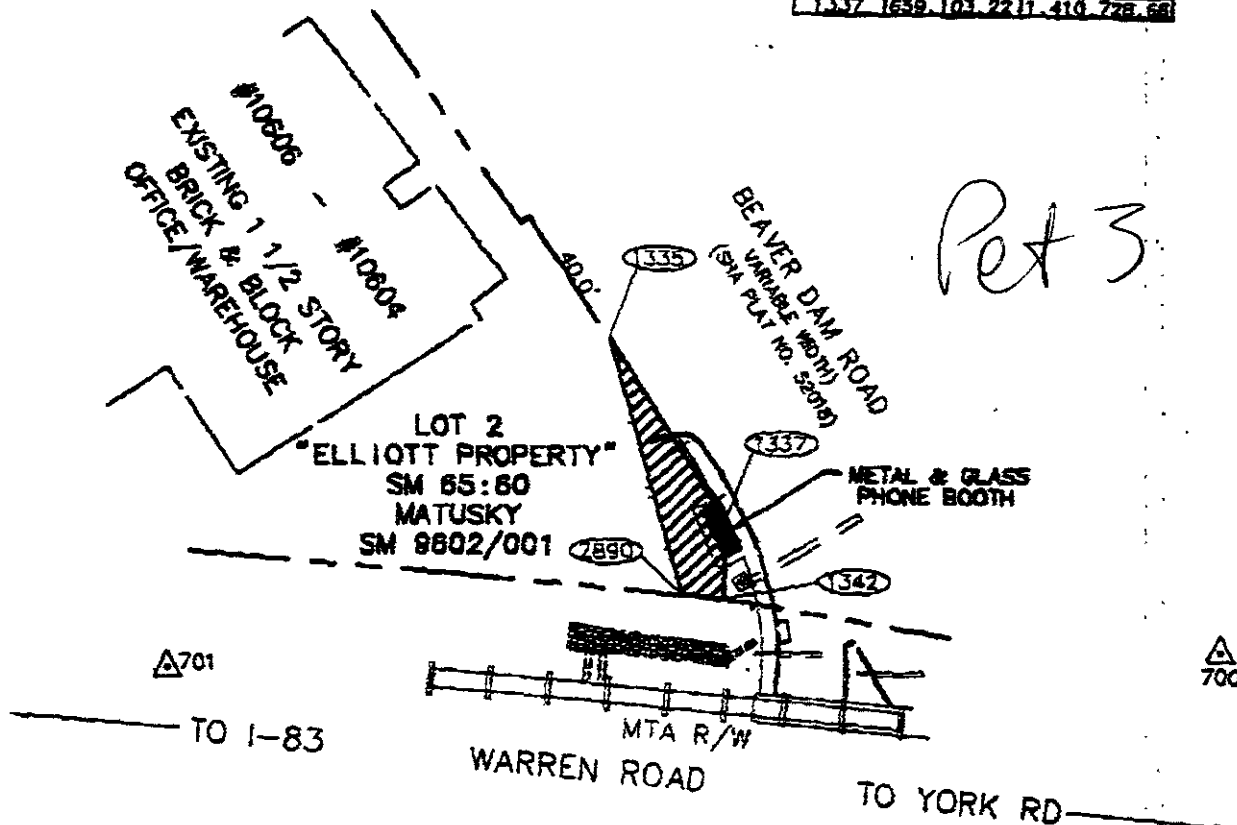 1337 659,103.22 1,410,728.68
#10606 - #10604
EXISTING 1 1/2 STORY
BRICK & BLOCK
OFFICE/WAREHOUSE
40.0'
1335
BEAVER DAM ROAD
VARIABLE WIDTH)
(SHA PLAT NO. 52018)
Pet 3
1337
METAL & GLASS
PHONE BOOTH
LOT 2
"ELLIOTT PROPERTY"
SM 65:60
MATUSKY
SM 9602/001
2890
1342
701
700
TO I-83
MTA R/W
WARREN ROAD
TO YORK RD